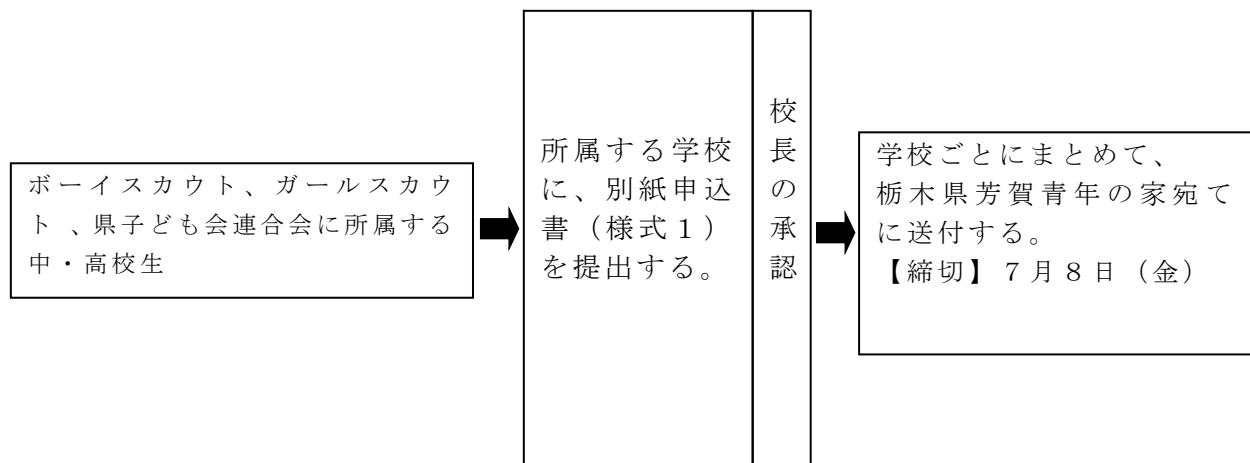 ボーイスカウト、ガールスカウ
ト、県子ども会連合会に所属する
中・高校生
所属する学校
に、別紙申込
書（様式１）
を提出する。
校長の承認
学校ごとにまとめて、
栃木県芳賀青年の家宛て
に送付する。
【締切】７月８日（金）